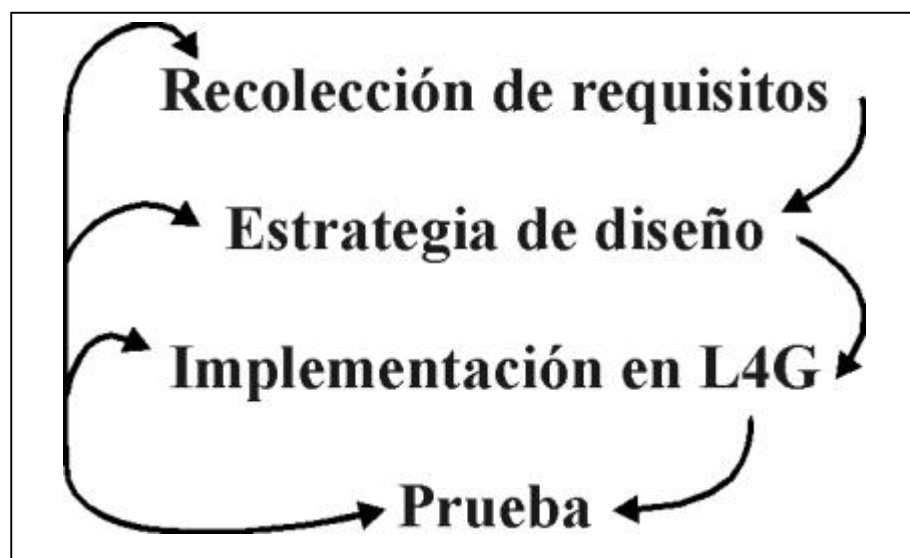 Recolección de requisitos
Estrategia de diseño
Implementación en L4G
Prueba